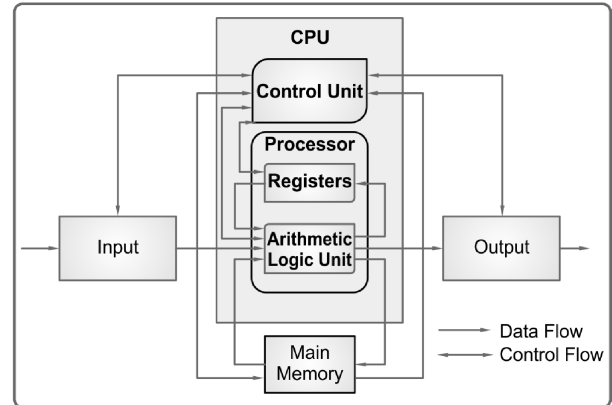 CPU
Control Unit
Processor
Registers
Arithmetic
Logic Unit
Input
Output
Main
Memory
Data Flow
Control Flow